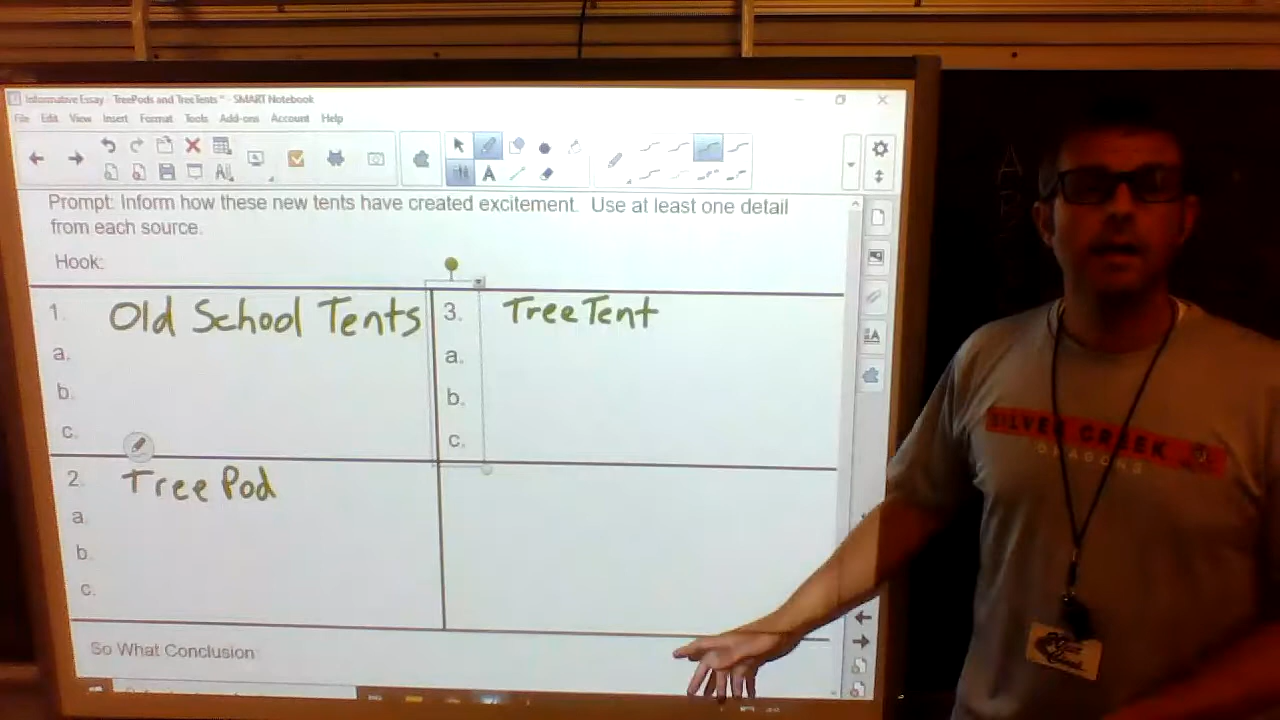 Informative Essay - TreePods and TreeTents * - SMART Notebook
File Edit View Insert Format Tools Add-ons Account Help
Prompt: Inform how these new tents have created excitement. Use at least one detail
from each source.
Hook:
1. Old School Tents
a.
b.
c.
2. Tree Pod
a.
b.
c.
3. TreeTent
a.
b.
c.
So What Conclusion
SILVER CREEK
DRAGONS